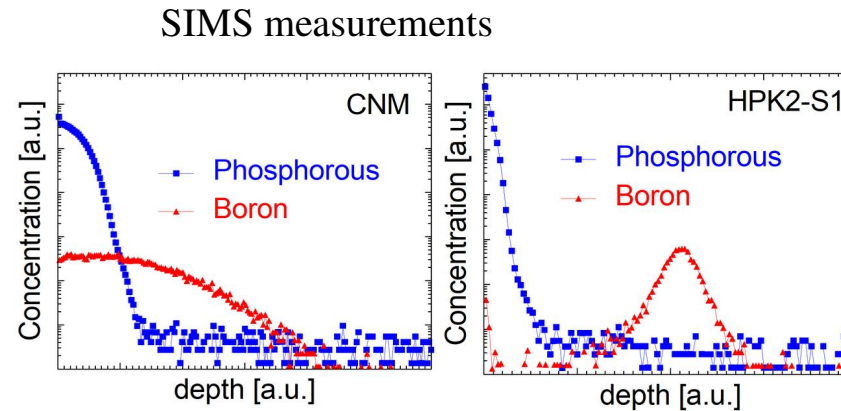 SIMS measurements
CNM
Phosphorous
Boron
Concentration [a.u.]
depth [a.u.]
HPK2-S1
Phosphorous
Boron
Concentration [a.u.]
depth [a.u.]